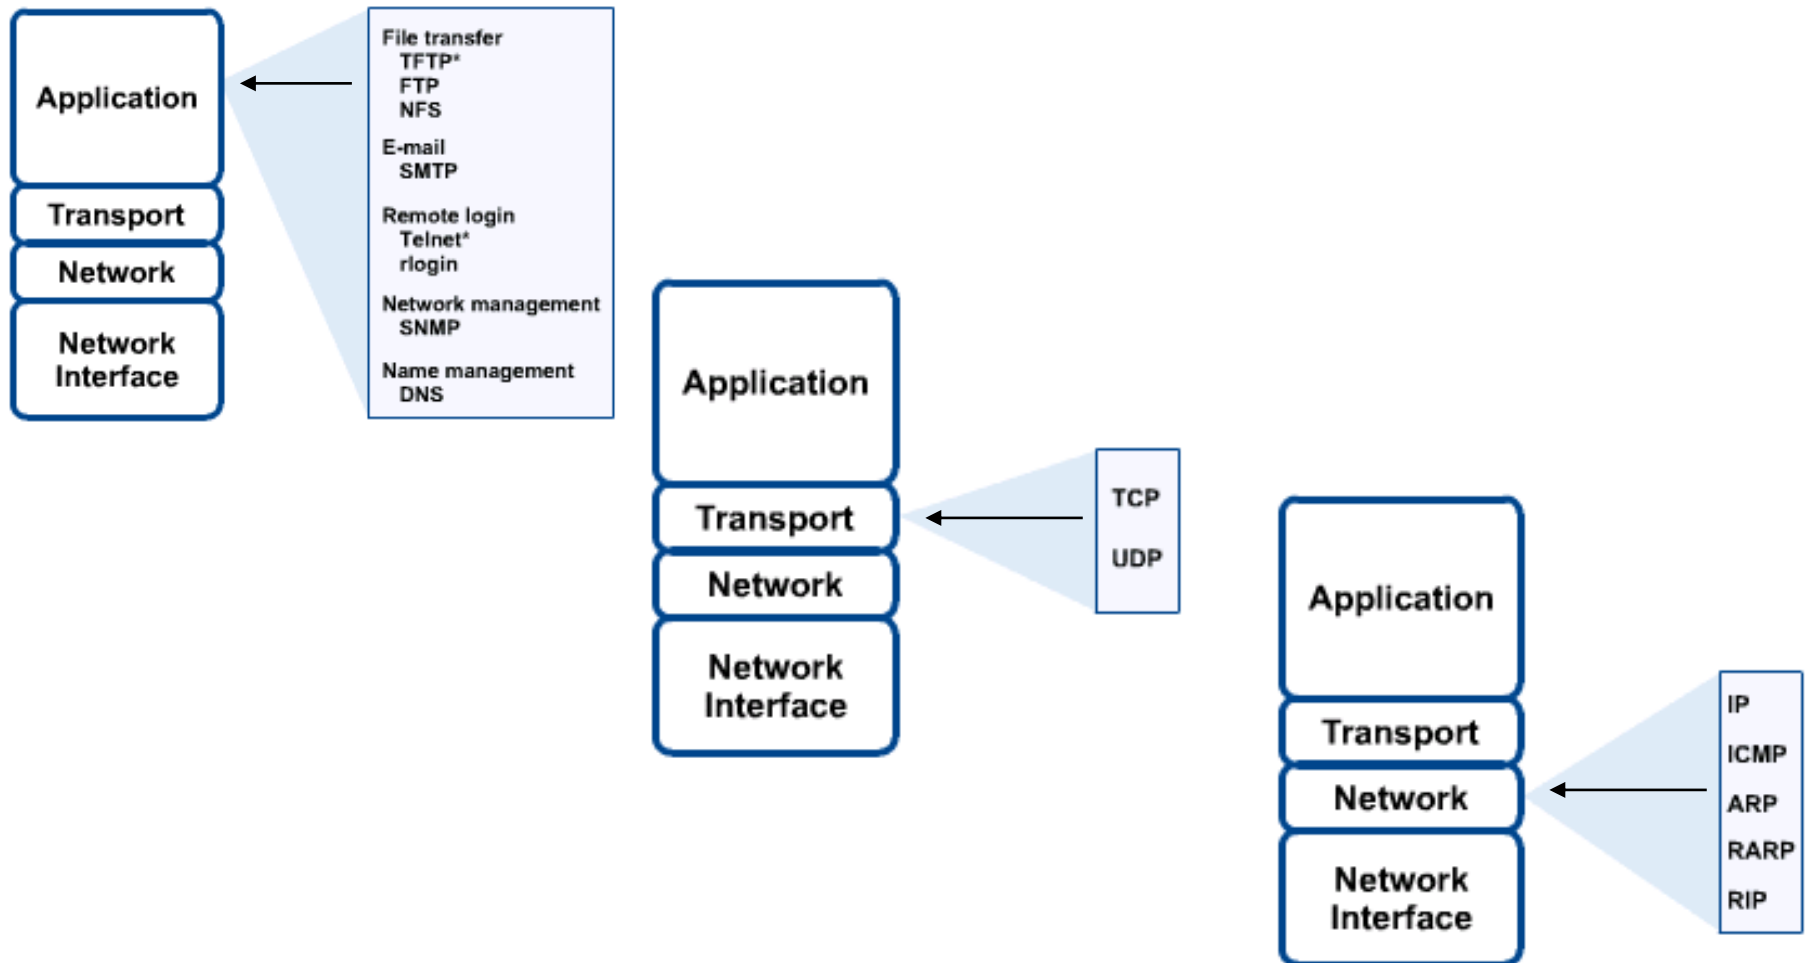 Application
Transport
Network
Network
Interface
File transfer
TFTP*
FTP
NFS
E-mail
SMTP
Remote login
Telnet*
rlogin
Network management
SNMP
Name management
DNS
Application
Transport
Network
Network
Interface
TCP
UDP
Application
Transport
Network
Network
Interface
IP
ICMP
ARP
RARP
RIP